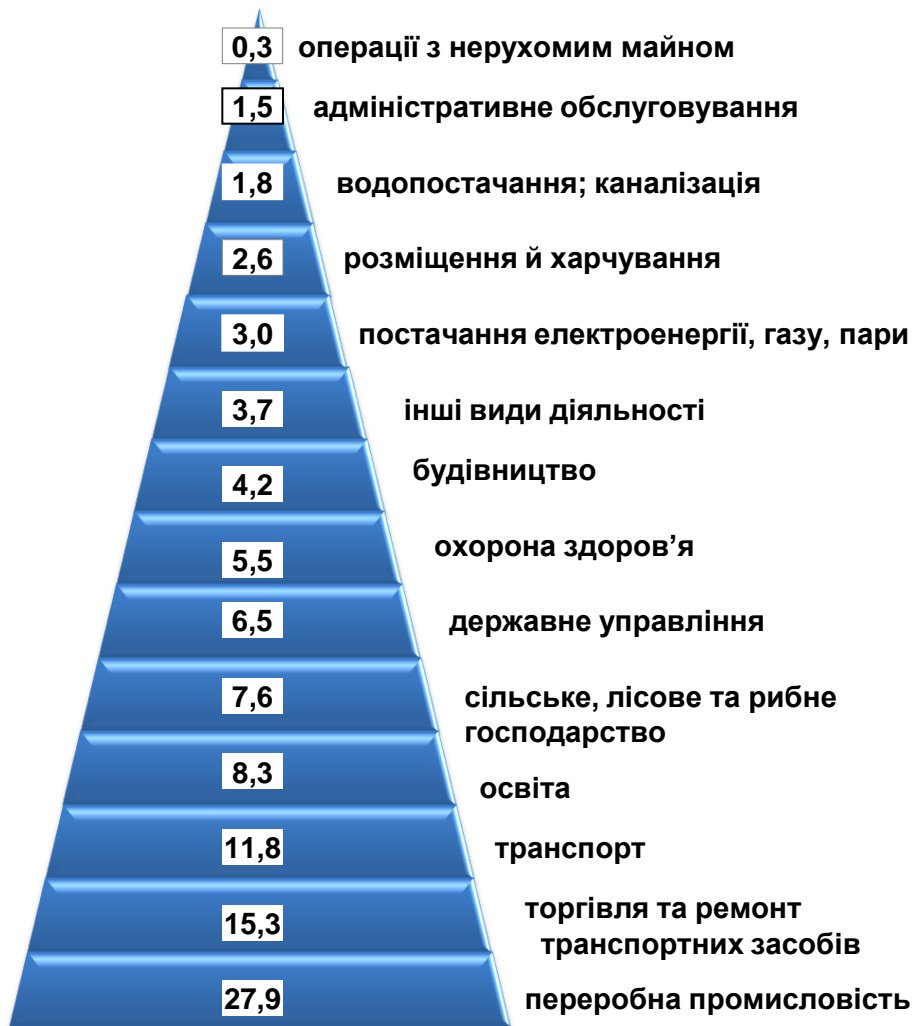 0,3 операції з нерухомим майном
1,5 адміністративне обслуговування
1,8 водопостачання; каналізація
2,6 розміщення й харчування
3,0 постачання електроенергії, газу, пари
3,7 інші види діяльності
4,2 будівництво
5,5 охорона здоров’я
6,5 державне управління
7,6 сільське, лісове та рибне
господарство
8,3 освіта
11,8 транспорт
15,3 торгівля та ремонт
транспортних засобів
27,9 переробна промисловість